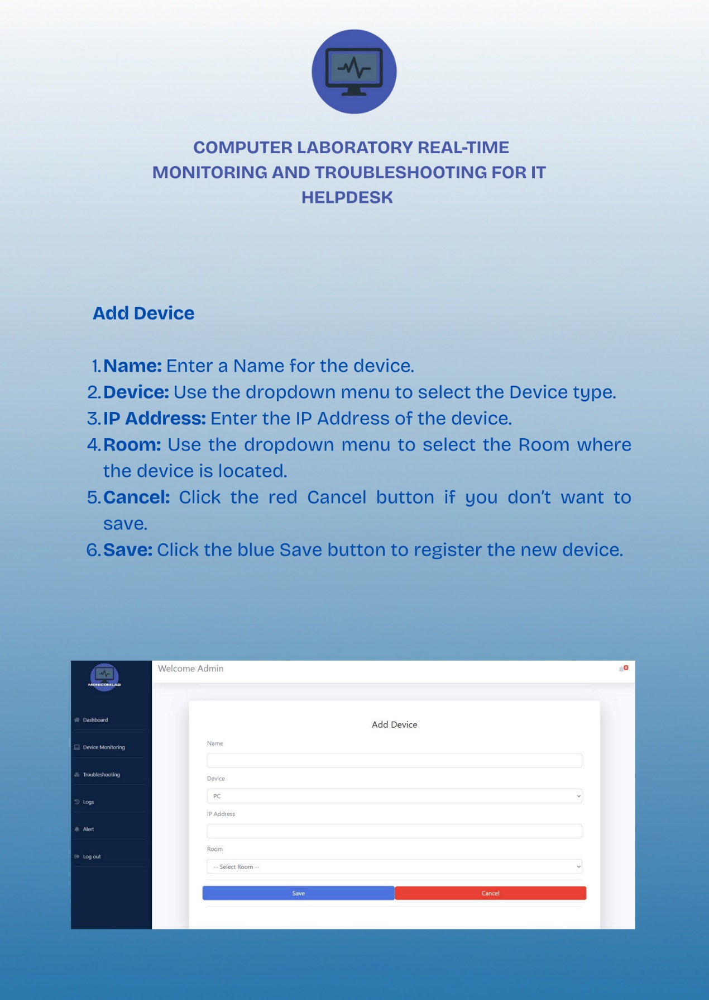 COMPUTER LABORATORY REAL-TIME
MONITORING AND TROUBLESHOOTING FOR IT
HELPDESK
Add Device
1. Name: Enter a Name for the device.
2. Device: Use the dropdown menu to select the Device type.
3. IP Address: Enter the IP Address of the device.
4. Room: Use the dropdown menu to select the Room where
the device is located.
5. Cancel: Click the red Cancel button if you don't want to
save.
6. Save: Click the blue Save button to register the new device.
MONICOMLAB
Dashboard
Device Monitoring
Troubleshooting
Logs
Alert
Log out
Welcome Admin
0
Add Device
Name
Device
PC
IP Address
Room
-- Select Room --
Save
Cancel